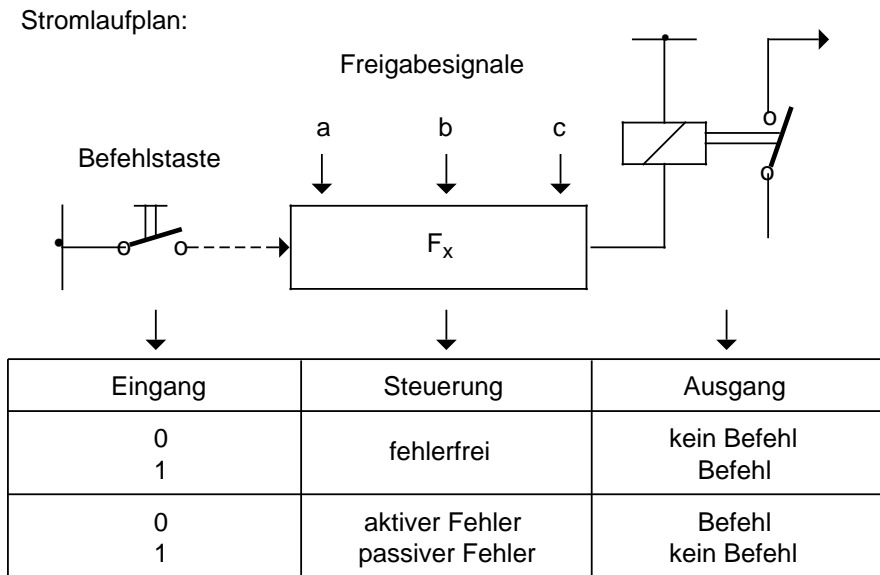 Stromlaufplan:
Freigabesignale
a b c
Befehlstaste
Fx
Eingang Steuerung Ausgang
0 fehlerfrei kein Befehl
1 Befehl
0 aktiver Fehler Befehl
1 passiver Fehler kein Befehl